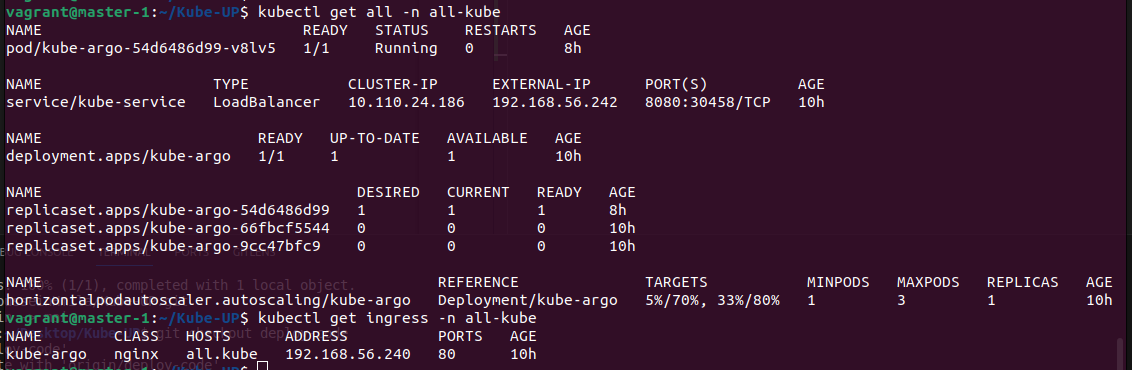 vagrant@master-1:~/Kube-UP$ kubectl get all -n all-kube
NAME READY STATUS RESTARTS AGE
pod/kube-argo-54d6486d99-v8lv5 1/1 Running 0 8h
NAME TYPE CLUSTER-IP EXTERNAL-IP PORT(S) AGE
service/kube-service LoadBalancer 10.110.24.186 192.168.56.242 8080:30458/TCP 10h
NAME READY UP-TO-DATE AVAILABLE AGE
deployment.apps/kube-argo 1/1 1 1 10h
NAME DESIRED CURRENT READY AGE
replicaset.apps/kube-argo-54d6486d99 1 1 1 8h
replicaset.apps/kube-argo-66fbcf5544 0 0 0 10h
replicaset.apps/kube-argo-9cc47bfc9 0 0 0 10h
NAME REFERENCE TARGETS MINPODS MAXPODS REPLICAS AGE
horizontalpodautoscaler.autoscaling/kube-argo Deployment/kube-argo 5%/70%, 33%/80% 1 3 1 10h
vagrant@master-1:~/Kube-UP$ kubectl get ingress -n all-kube
NAME CLASS HOSTS ADDRESS PORTS AGE
kube-argo nginx all.kube 192.168.56.240 80 10h
vagrant@master-1:~/Kube-UP$